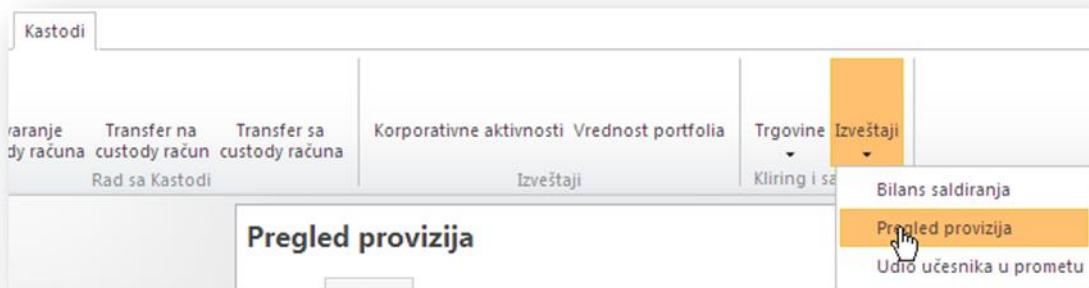 Kastodi
varanje Transfer na Transfer sa Korporativne aktivnosti Vrednost portfolia Trgovine Izveštaji
dy računa custody račun custody računa
Rad sa Kastodi Izveštaji Kliring i sa
Bilans saldiranja
Pregled provizija
Pregled provizija
Udio učesnika u prometu